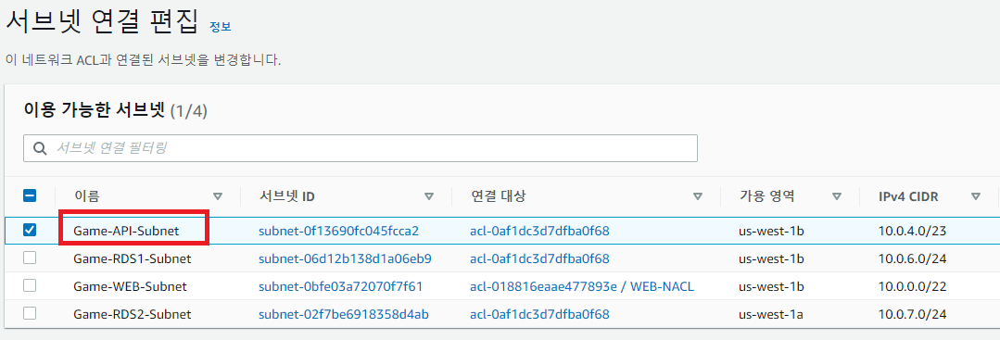 서브넷 연결 편집 정보
이 네트워크 ACL과 연결된 서브넷을 변경합니다.
이용 가능한 서브넷 (1/4)
서브넷 연결 필터링
이름 서브넷 ID 연결 대상 가용 영역 IPv4 CIDR
Game-API-Subnet subnet-0f13690fc045fcca2 acl-0af1dc3d7dfba0f68 us-west-1b 10.0.4.0/23
Game-RDS1-Subnet subnet-06d12b138d1a06eb9 acl-0af1dc3d7dfba0f68 us-west-1b 10.0.6.0/24
Game-WEB-Subnet subnet-0bfe03a72070f7f61 acl-018816eaae477893e / WEB-NACL us-west-1b 10.0.0.0/22
Game-RDS2-Subnet subnet-02f7be6918358d4ab acl-0af1dc3d7dfba0f68 us-west-1a 10.0.7.0/24